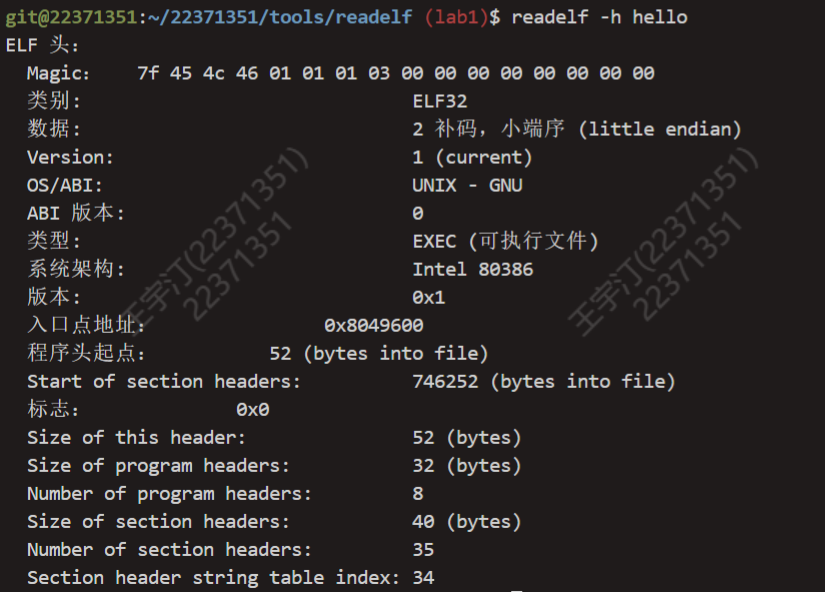 git@22371351:~/22371351/tools/readelf (lab1)$ readelf -h hello
ELF 头：
  Magic：   7f 45 4c 46 01 01 01 03 00 00 00 00 00 00 00 00
  类别:                              ELF32
  数据:                              2 补码，小端序 (little endian)
  Version:                           1 (current)
  OS/ABI:                            UNIX - GNU
  ABI 版本:                          0
  类型:                              EXEC (可执行文件)
  系统架构:                          Intel 80386
  版本:                              0x1
  入口点地址：              0x8049600
  程序头起点：          52 (bytes into file)
  Start of section headers:          746252 (bytes into file)
  标志：             0x0
  Size of this header:               52 (bytes)
  Size of program headers:           32 (bytes)
  Number of program headers:         8
  Size of section headers:           40 (bytes)
  Number of section headers:         35
  Section header string table index: 34
王宇汀(22371351)
22371351
王宇汀(22371351)
22371351